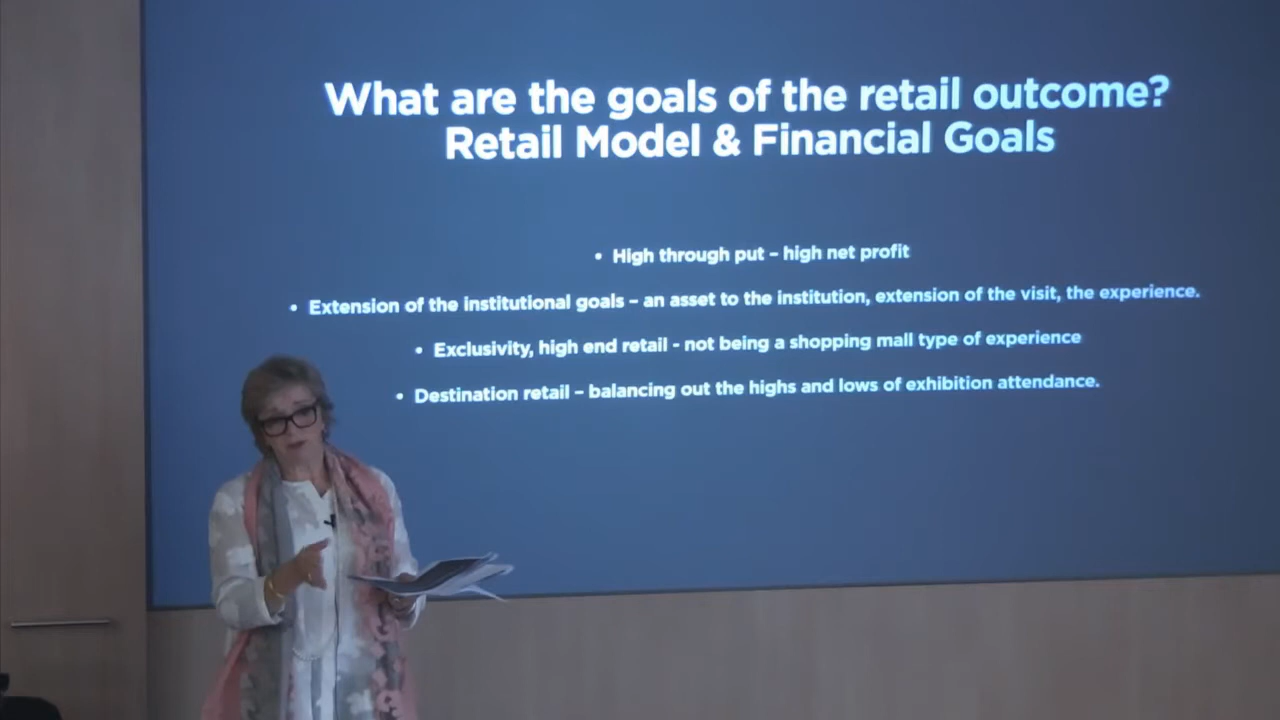 What are the goals of the retail outcome?
Retail Model & Financial Goals
• High through put – high net profit
• Extension of the institutional goals – an asset to the institution, extension of the visit, the experience.
• Exclusivity, high end retail - not being a shopping mall type of experience
• Destination retail – balancing out the highs and lows of exhibition attendance.